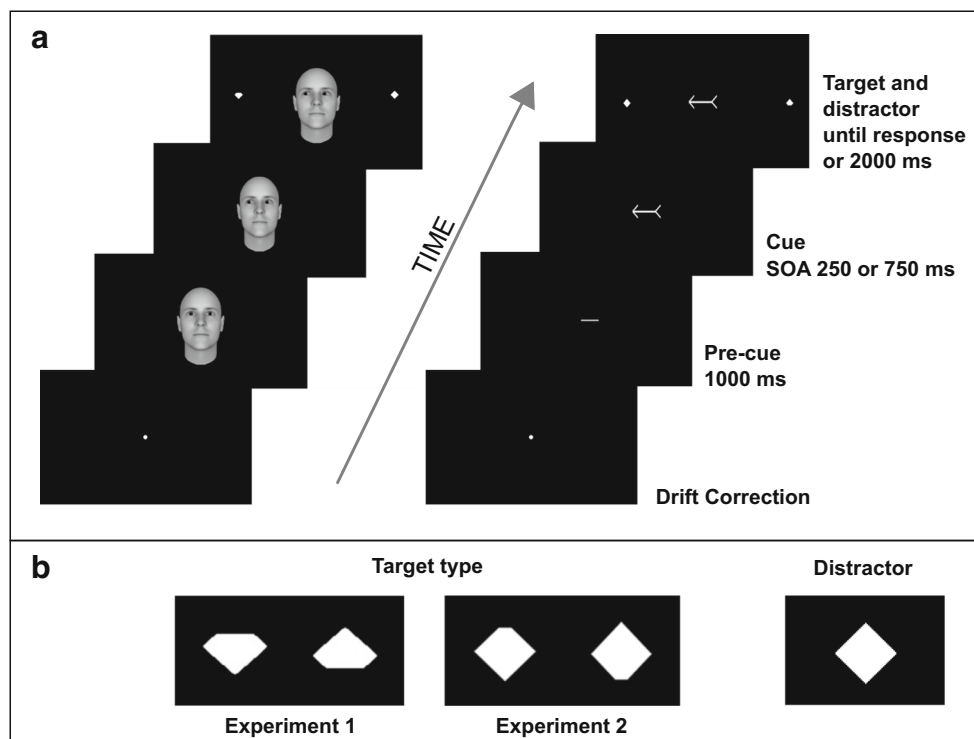 a
Target and
distractor
until response
or 2000 ms
TIME
Cue
SOA 250 or 750 ms
Pre-cue
1000 ms
Drift Correction
b
Target type
Distractor
Experiment 1
Experiment 2